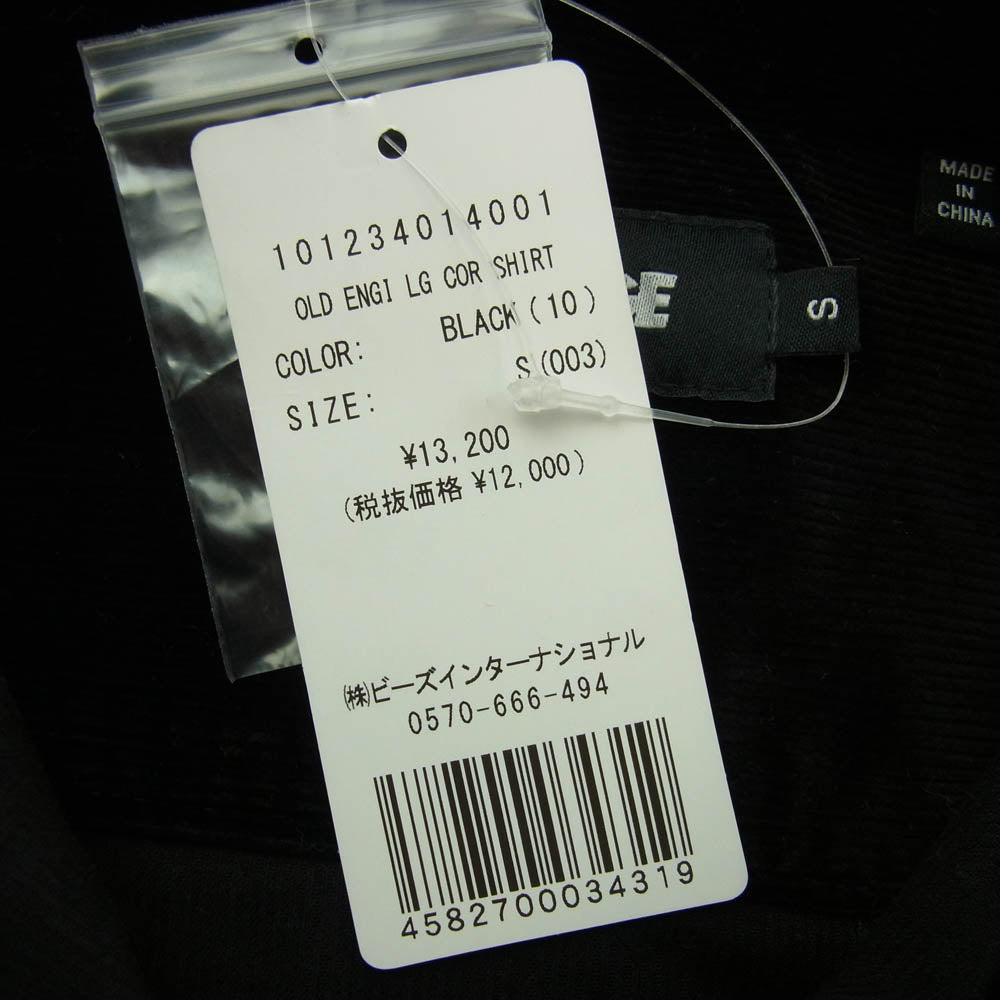 101234014001
OLD ENGI LG COR SHIRT
COLOR: BLACK(10)
SIZE: S(003)
¥13,200
(税抜価格 ¥12,000)
㈱ビーズインターナショナル
0570-666-494
4582700034319
S
MADE
IN
CHINA